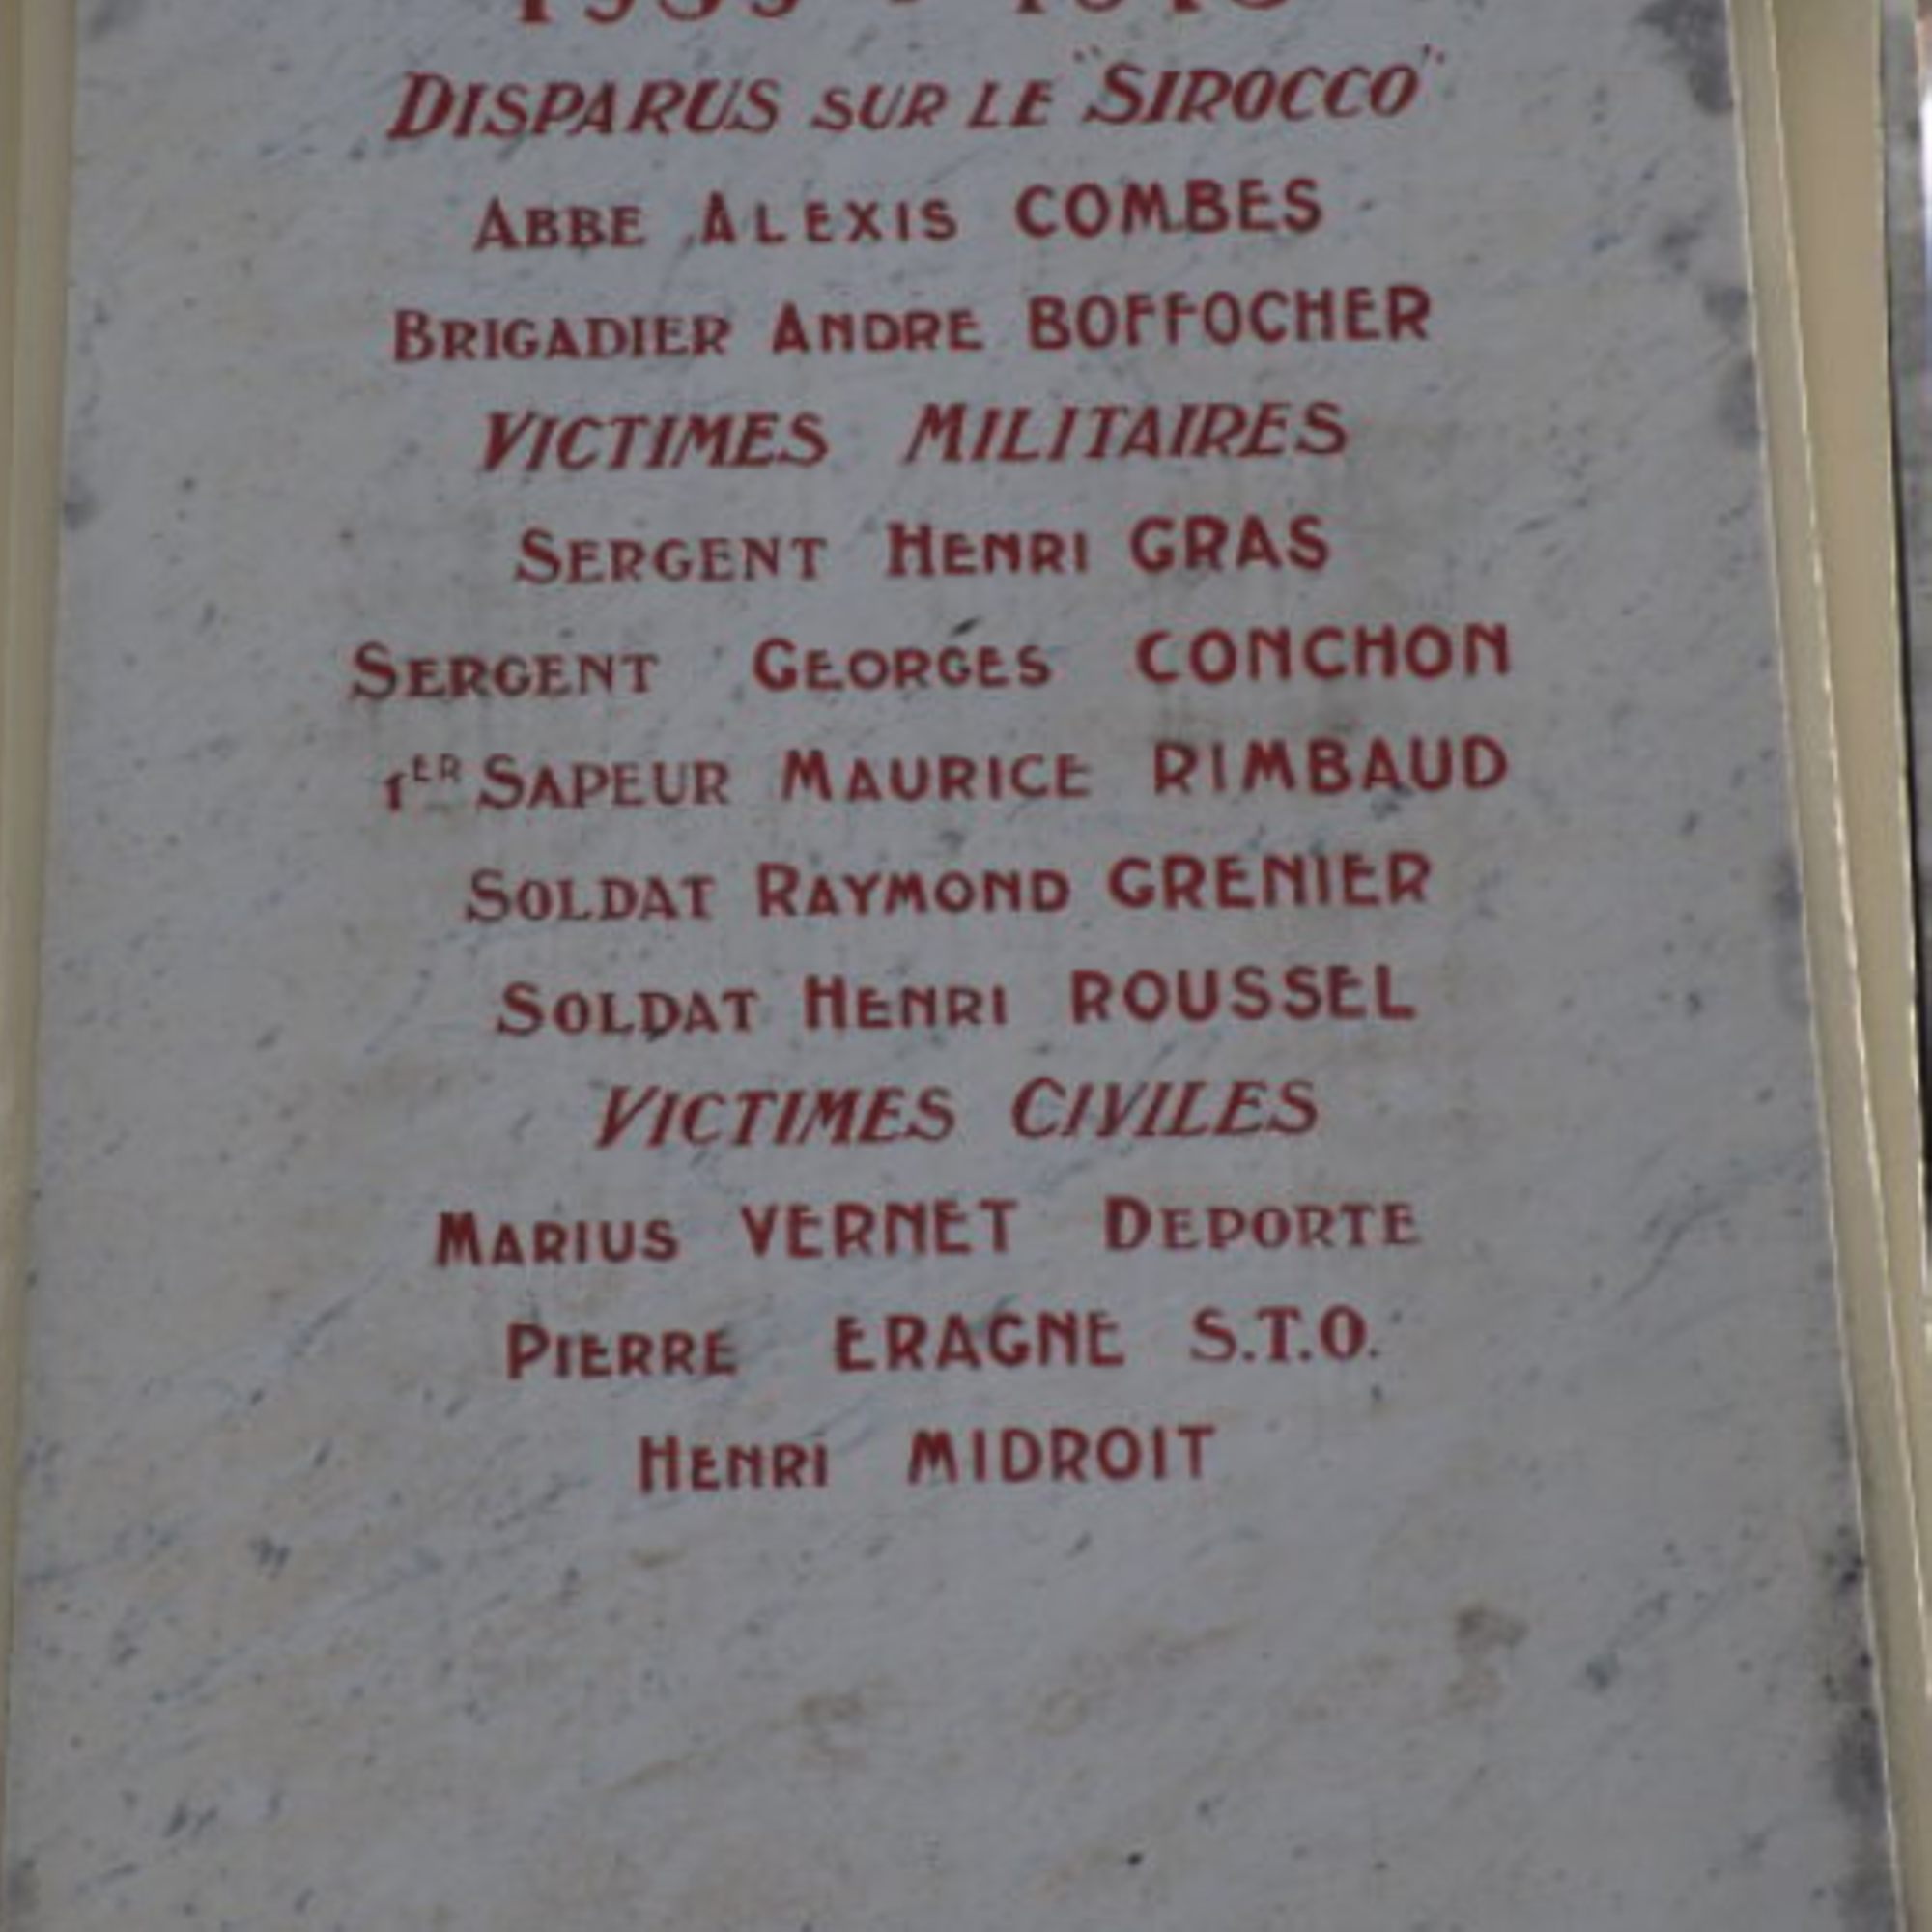 DISPARUS SUR LE "SIROCCO"
ABBE ALEXIS COMBES
BRIGADIER ANDRE BOFFOCHER
VICTIMES MILITAIRES
SERGENT HENRI GRAS
SERGENT GEORGES CONCHON
1ER SAPEUR MAURICE RIMBAUD
SOLDAT RAYMOND GRENIER
SOLDAT HENRI ROUSSEL
VICTIMES CIVILES
MARIUS VERNET DEPORTE
PIERRE ERAGNE S.T.O.
HENRI MIDROIT